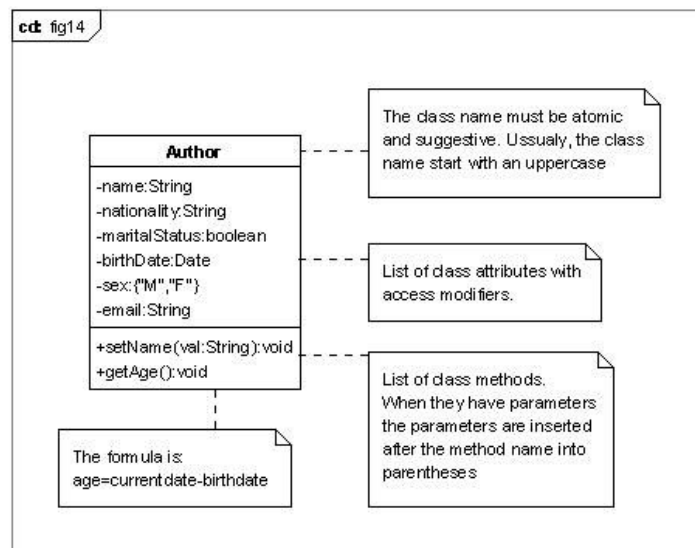 cd: fig14
The class name must be atomic
and suggestive. Ussualy, the class
name start with an uppercase
Author
-name:String
-nationality:String
-maritalStatus:boolean
-birthDate:Date
-sex:{"M","F"}
-email:String
List of class attributes with
access modifiers.
+setName(val:String):void
+getAge():void
List of class methods.
When they have parameters
the parameters are inserted
after the method name into
parentheses
The formula is:
age=currentdate-birthdate